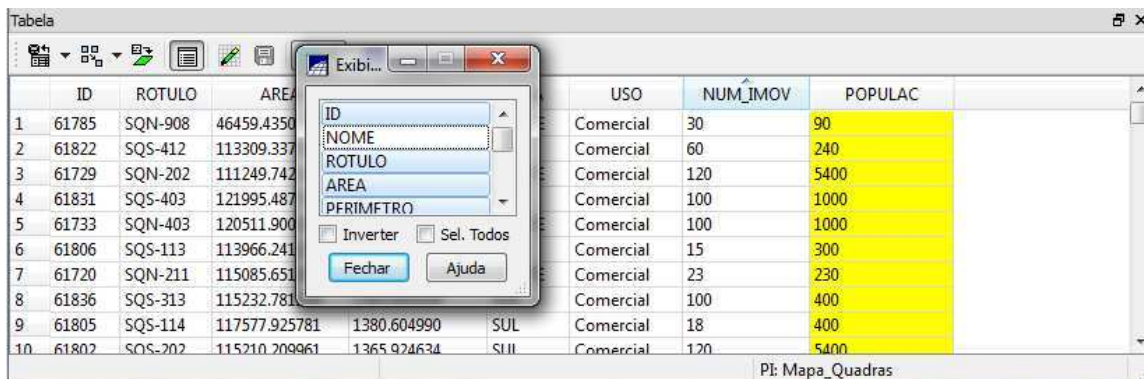 Tabela
ID ROTULO AREA USO NUM_IMOV POPULAC
1 61785 SQN-908 46459.4350 Comercial 30 90
2 61822 SQS-412 113309.337 Comercial 60 240
3 61729 SQN-202 111249.742 Comercial 120 5400
4 61831 SQS-403 121995.487 Comercial 100 1000
5 61733 SQN-403 120511.900 Comercial 100 1000
6 61806 SQS-113 113966.241 Comercial 15 300
7 61720 SQN-211 115085.651 Comercial 23 230
8 61836 SQS-313 115232.781 Comercial 100 400
9 61805 SQS-114 117577.925781 1380.604990 SUL Comercial 18 400
10 61802 SQS-202 115210.209961 1365.924634 SUL Comercial 120 5400
PI: Mapa_Quadras
Exibi...
ID
NOME
ROTULO
AREA
PERIMETRO
Inverter Sel. Todos
Fechar Ajuda